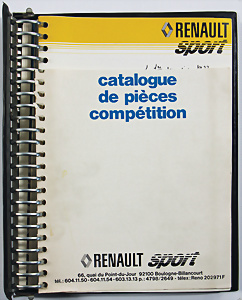 RENAULT
sport
catalogue
de pièces
compétition
RENAULT sport
66, quai du Point-du-Jour 92100 Boulogne-Billancourt
tél.: 604.11.50 - 604.11.54 - 603.13.13 p.: 4798/2649 - télex: Reno 202971F